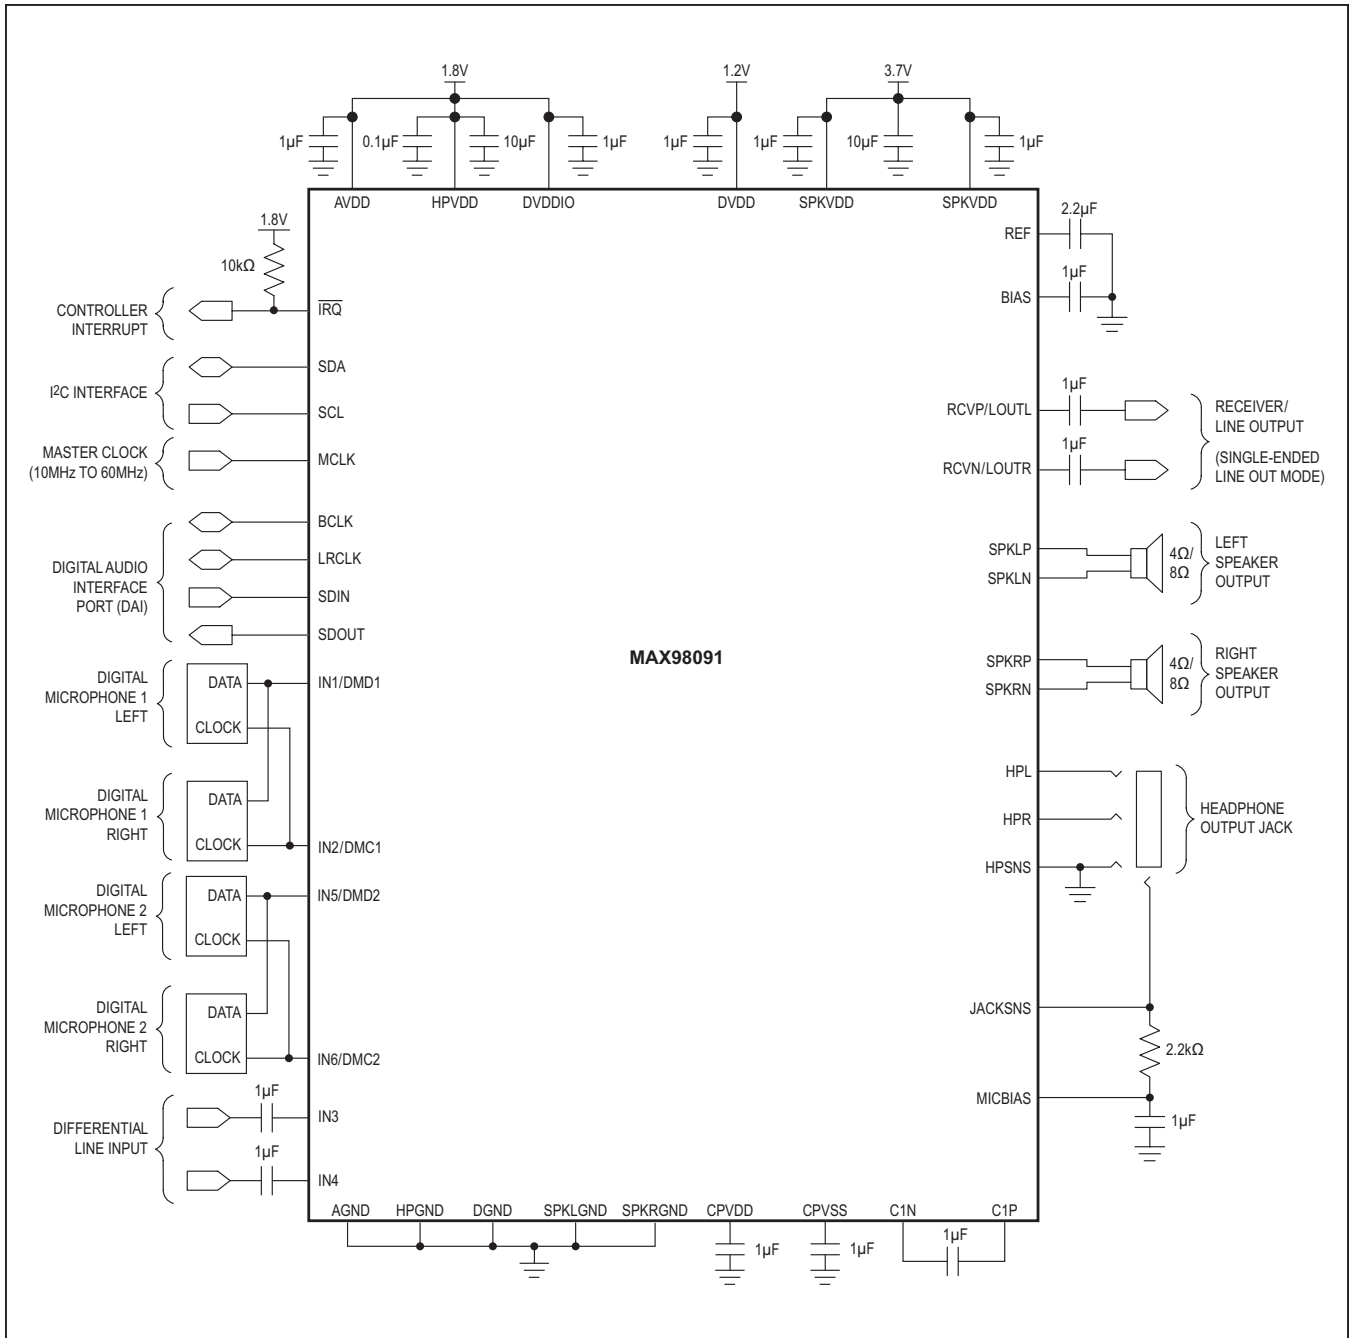 1.8V
1.2V
3.7V
1µF
0.1µF
10µF
1µF
1µF
1µF
10µF
1µF
AVDD
HPVDD
DVDDIO
DVDD
SPKVDD
SPKVDD
1.8V
10kΩ
CONTROLLER
INTERRUPT
IRQ
I²C INTERFACE
SDA
SCL
MASTER CLOCK
(10MHz TO 60MHz)
MCLK
DIGITAL AUDIO
INTERFACE
PORT (DAI)
BCLK
LRCLK
SDIN
SDOUT
DIGITAL
MICROPHONE 1
LEFT
DATA
CLOCK
IN1/DMD1
DIGITAL
MICROPHONE 1
RIGHT
DATA
CLOCK
IN2/DMC1
DIGITAL
MICROPHONE 2
LEFT
DATA
CLOCK
IN5/DMD2
DIGITAL
MICROPHONE 2
RIGHT
DATA
CLOCK
IN6/DMC2
DIFFERENTIAL
LINE INPUT
1µF
IN3
1µF
IN4
MAX98091
REF
2.2µF
BIAS
1µF
RCVP/LOUTL
1µF
RCVN/LOUTR
1µF
RECEIVER/
LINE OUTPUT
(SINGLE-ENDED
LINE OUT MODE)
SPKLP
SPKLN
4Ω/
8Ω
LEFT
SPEAKER
OUTPUT
SPKRP
SPKRN
4Ω/
8Ω
RIGHT
SPEAKER
OUTPUT
HPL
HPR
HPSNS
HEADPHONE
OUTPUT JACK
JACKSNS
2.2kΩ
MICBIAS
1µF
AGND
HPGND
DGND
SPKLGND
SPKRGND
CPVDD
CPVSS
C1N
C1P
1µF
1µF
1µF